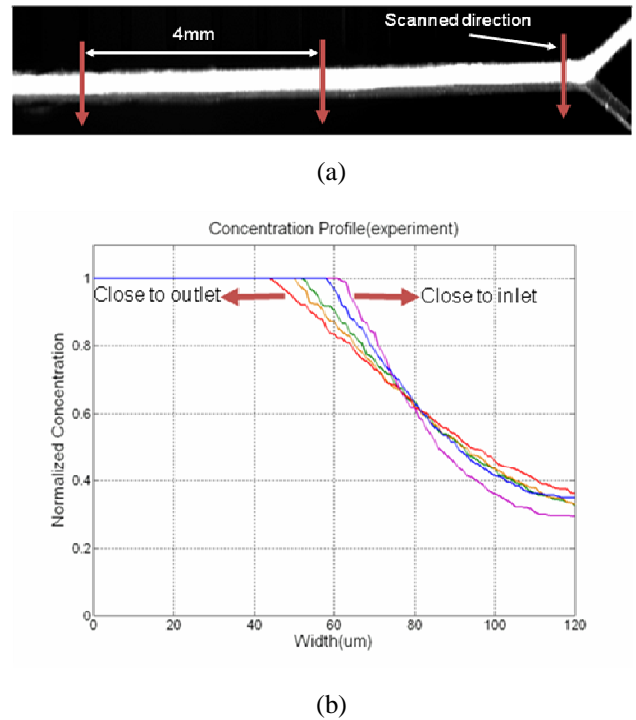 4mm
Scanned direction
(a)
Concentration Profile(experiment)
1
0.8
0.6
0.4
0.2
0
Normalized Concentration
Close to outlet
Close to inlet
0 20 40 60 80 100 120
Width(um)
(b)